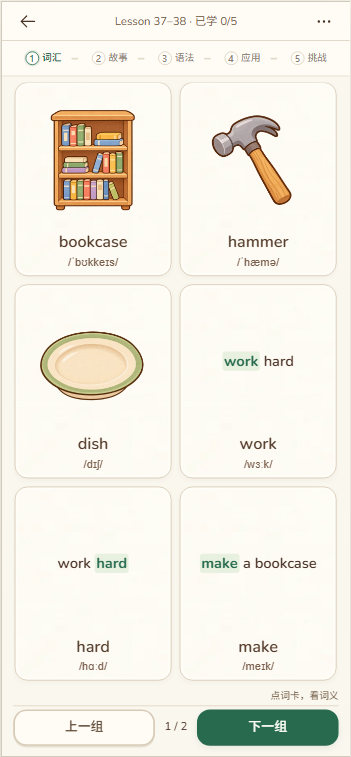 Lesson 37–38 · 已学 0/5
1 词汇 – 2 故事 – 3 语法 – 4 应用 – 5 挑战
bookcase
/ˈbʊkkeɪs/
hammer
/ˈhæmə/
dish
/dɪʃ/
work hard
work
/wɜːk/
work hard
hard
/hɑːd/
make a bookcase
make
/meɪk/
点词卡，看词义
上一组
1 / 2
下一组